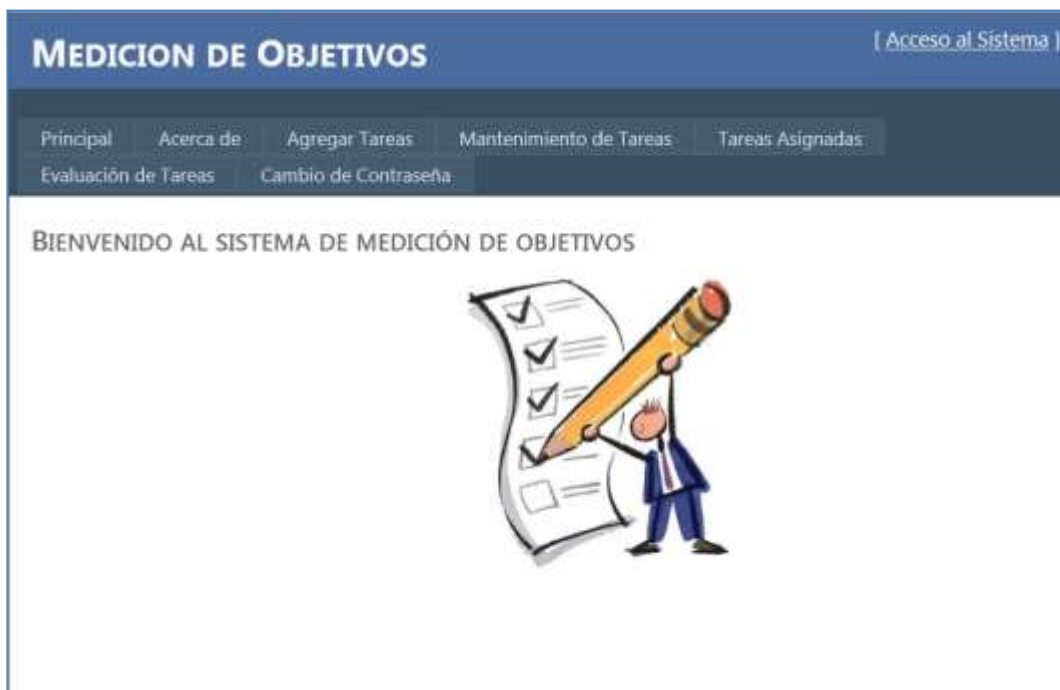 MEDICION DE OBJETIVOS
[ Acceso al Sistema ]
Principal Acerca de Agregar Tareas Mantenimiento de Tareas Tareas Asignadas
Evaluación de Tareas Cambio de Contraseña
BIENVENIDO AL SISTEMA DE MEDICIÓN DE OBJETIVOS